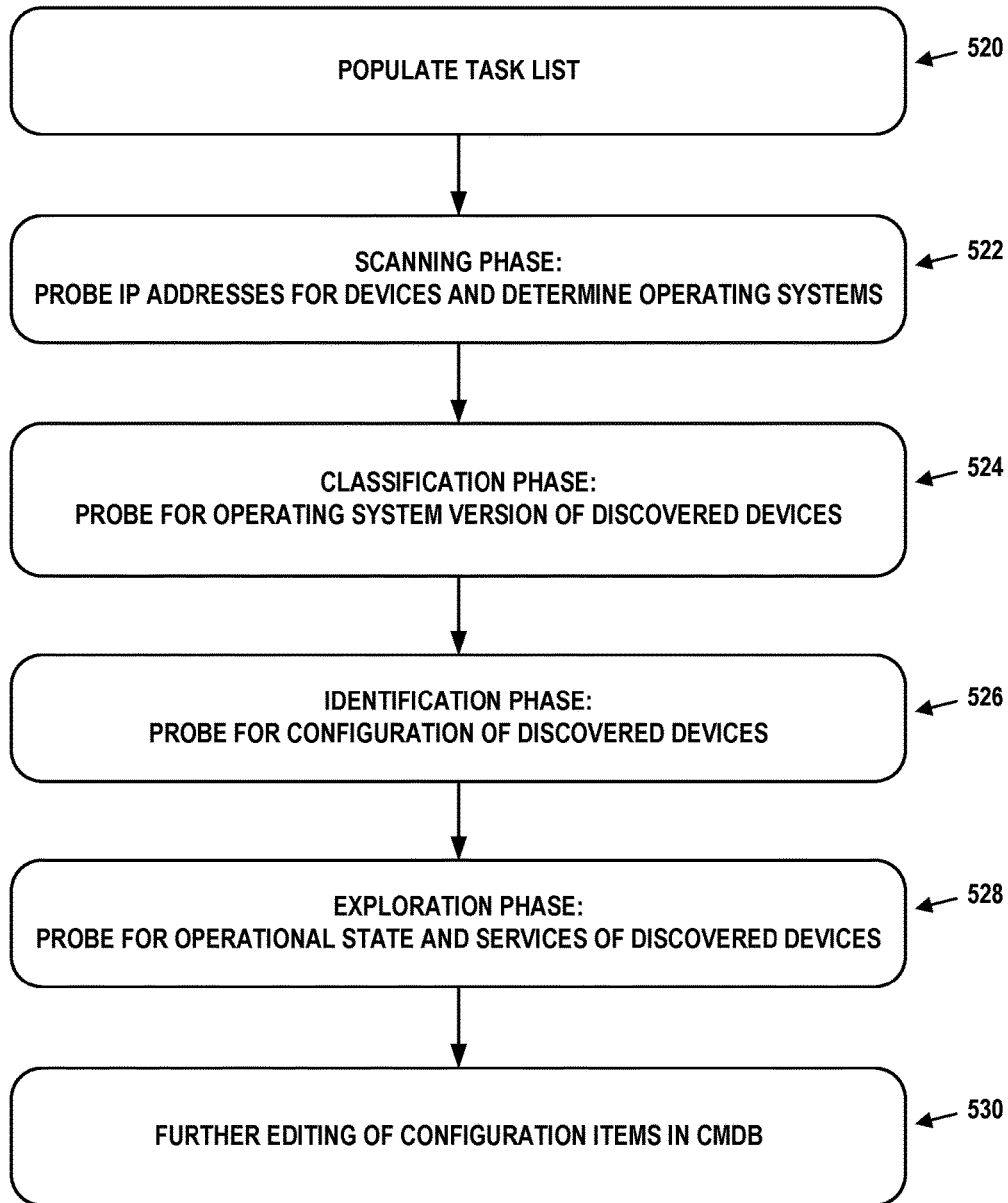 POPULATE TASK LIST
520
SCANNING PHASE:
PROBE IP ADDRESSES FOR DEVICES AND DETERMINE OPERATING SYSTEMS
522
CLASSIFICATION PHASE:
PROBE FOR OPERATING SYSTEM VERSION OF DISCOVERED DEVICES
524
IDENTIFICATION PHASE:
PROBE FOR CONFIGURATION OF DISCOVERED DEVICES
526
EXPLORATION PHASE:
PROBE FOR OPERATIONAL STATE AND SERVICES OF DISCOVERED DEVICES
528
FURTHER EDITING OF CONFIGURATION ITEMS IN CMDB
530